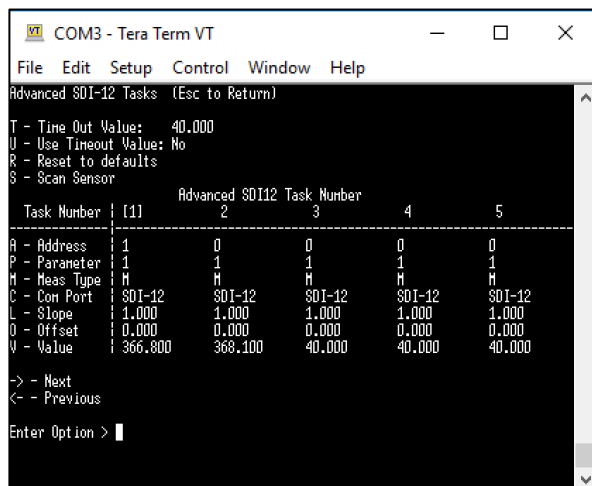 COM3 - Tera Term VT
File Edit Setup Control Window Help
Advanced SDI-12 Tasks (Esc to Return)
T - Time Out Value: 40.000
U - Use Timeout Value: No
R - Reset to defaults
S - Scan Sensor
Advanced SDI12 Task Number
Task Number | [1] 2 3 4 5
A - Address | 1 0 0 0 0
P - Parameter | 1 1 1 1 1
M - Meas Type | M M M M M
C - Com Port | SDI-12 SDI-12 SDI-12 SDI-12 SDI-12
L - Slope | 1.000 1.000 1.000 1.000 1.000
O - Offset | 0.000 0.000 0.000 0.000 0.000
V - Value | 366.800 368.100 40.000 40.000 40.000
-> - Next
<- - Previous
Enter Option >